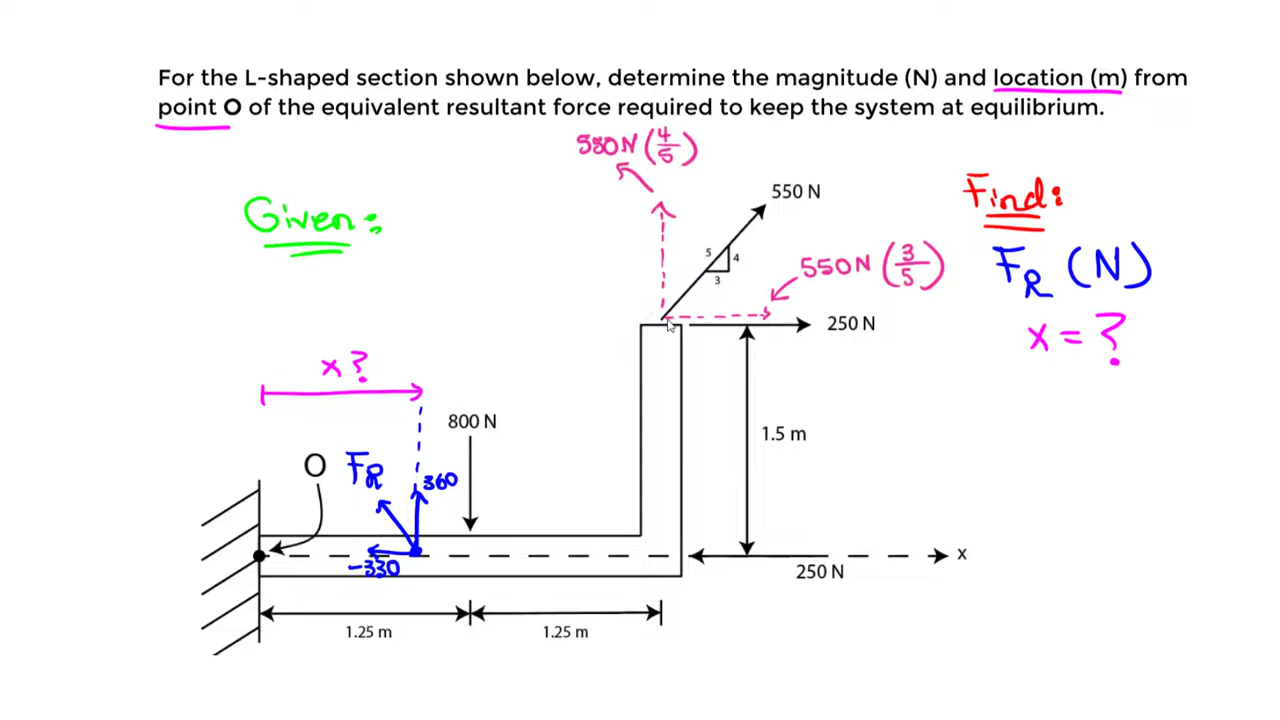 For the L-shaped section shown below, determine the magnitude (N) and location (m) from
point O of the equivalent resultant force required to keep the system at equilibrium.
550N (4/5)
550 N
Find:
Given:
5
4
3
550N (3/5)
FR (N)
250 N
x = ?
x ?
800 N
1.5 m
O
FR
360
x
-330
250 N
1.25 m
1.25 m